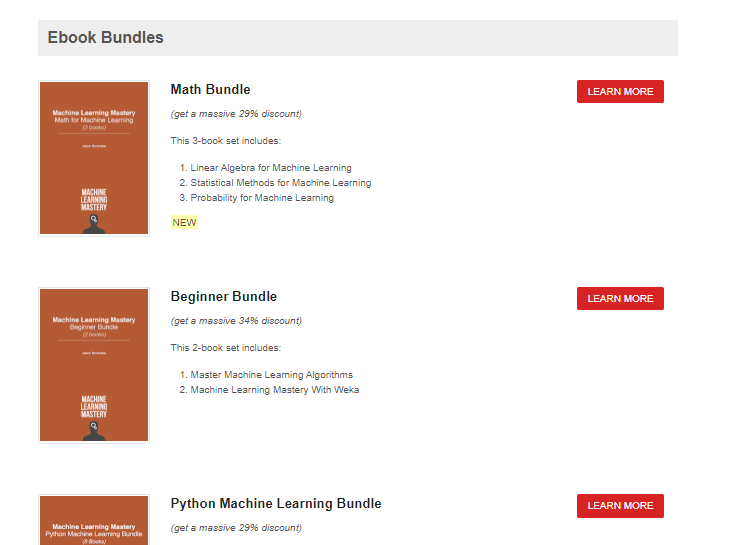 Ebook Bundles
Machine Learning Mastery
Math for Machine Learning
(3 books)
Jason Brownlee
MACHINE
LEARNING
MASTERY
Math Bundle
LEARN MORE
(get a massive 29% discount)
This 3-book set includes:
1. Linear Algebra for Machine Learning
2. Statistical Methods for Machine Learning
3. Probability for Machine Learning
NEW
Machine Learning Mastery
Beginner Bundle
(2 books)
Jason Brownlee
MACHINE
LEARNING
MASTERY
Beginner Bundle
LEARN MORE
(get a massive 34% discount)
This 2-book set includes:
1. Master Machine Learning Algorithms
2. Machine Learning Mastery With Weka
Machine Learning Mastery
Python Machine Learning Bundle
(5 Books)
Python Machine Learning Bundle
LEARN MORE
(get a massive 29% discount)